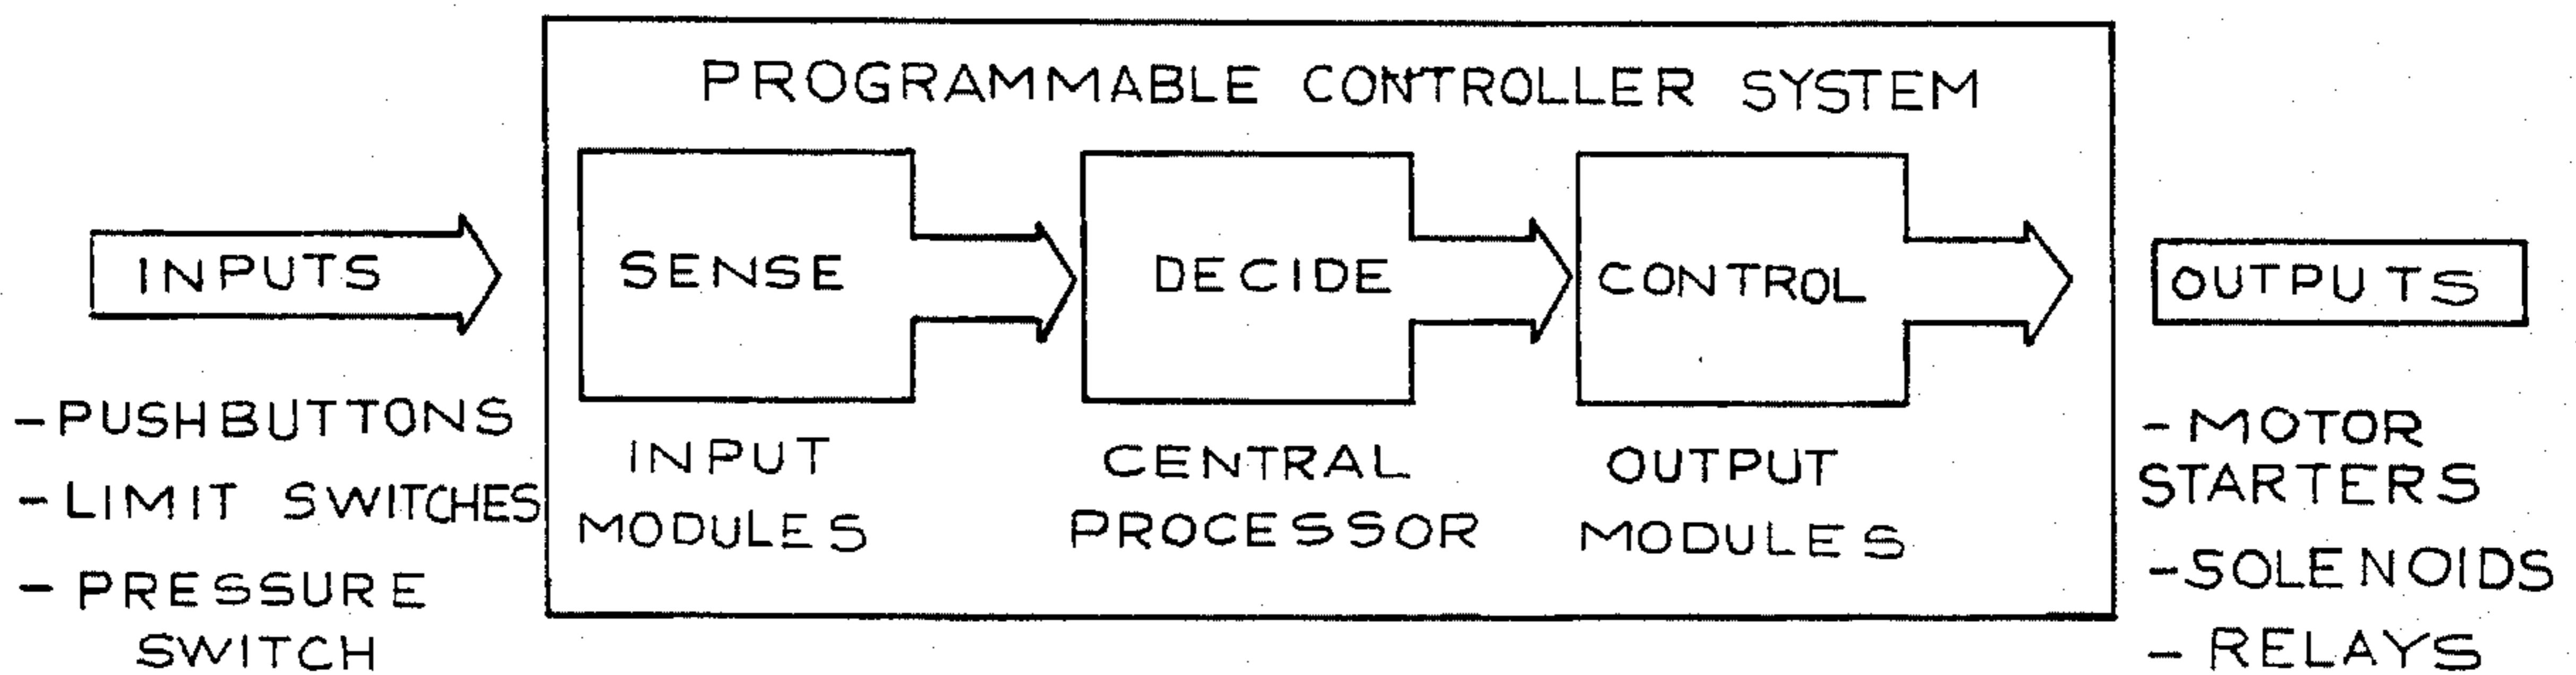 PROGRAMMABLE CONTROLLER SYSTEM
INPUTS
SENSE
DECIDE
CONTROL
OUTPUTS
- PUSHBUTTONS
- LIMIT SWITCHES
- PRESSURE
SWITCH
INPUT
MODULES
CENTRAL
PROCESSOR
OUTPUT
MODULES
- MOTOR
STARTERS
- SOLENOIDS
- RELAYS